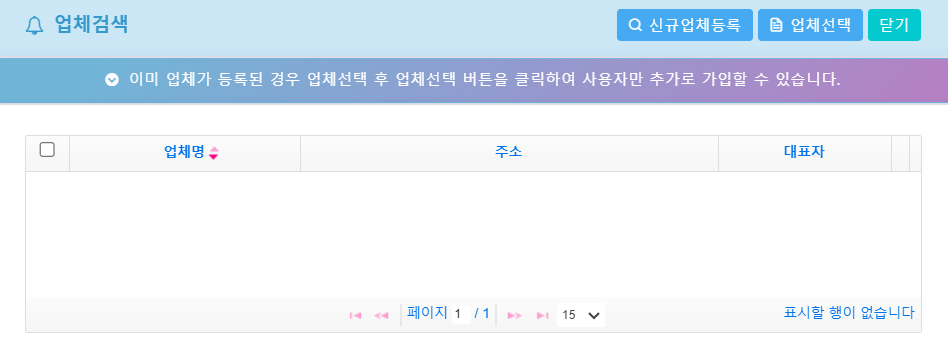 업체검색
신규업체등록 업체선택 닫기
이미 업체가 등록된 경우 업체선택 후 업체선택 버튼을 클릭하여 사용자만 추가로 가입할 수 있습니다.
업체명 주소 대표자
페이지 1 / 1 15 표시할 행이 없습니다